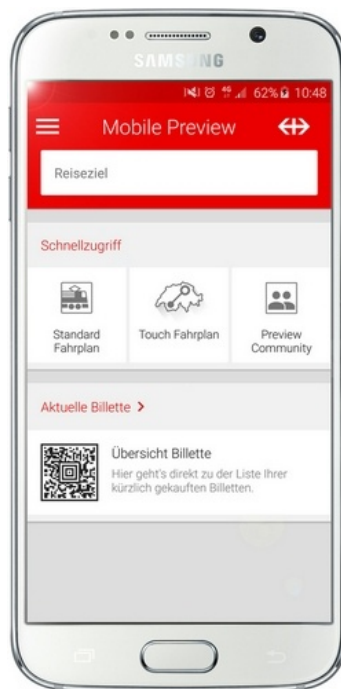 SAMSUNG
4G 62% 10:48
Mobile Preview
Reiseziel
Schnellzugriff
Standard
Fahrplan
Touch Fahrplan
Preview
Community
Aktuelle Billette
Übersicht Billette
Hier geht's direkt zu der Liste Ihrer
kürzlich gekauften Billetten.